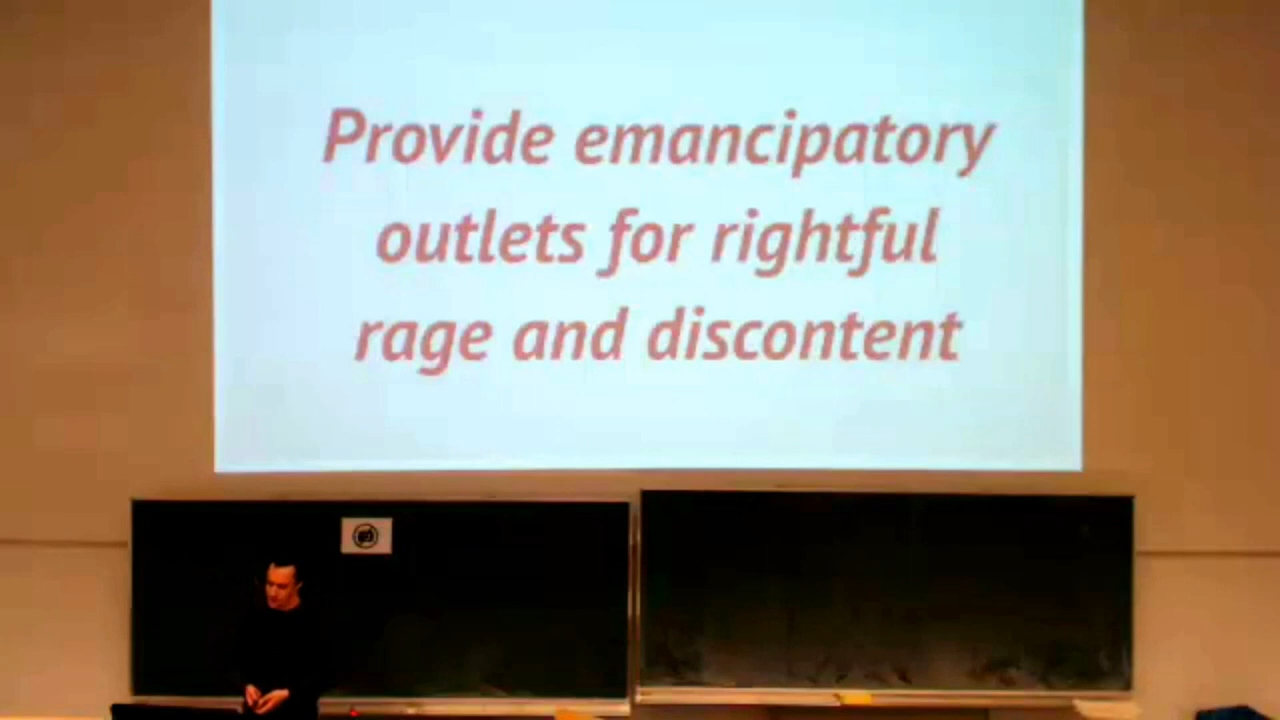 Provide emancipatory
outlets for rightful
rage and discontent